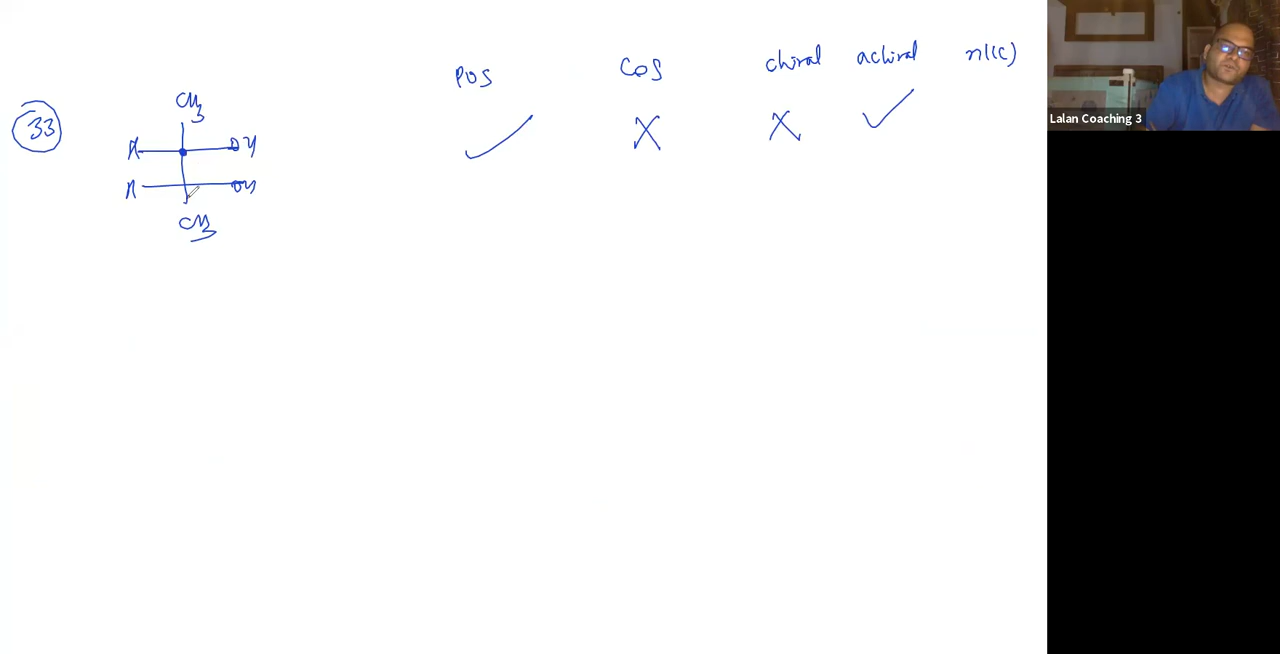 POS COS chiral achiral n(C)
33
CH3
H OH
H OH
CH3
Lalan Coaching 3